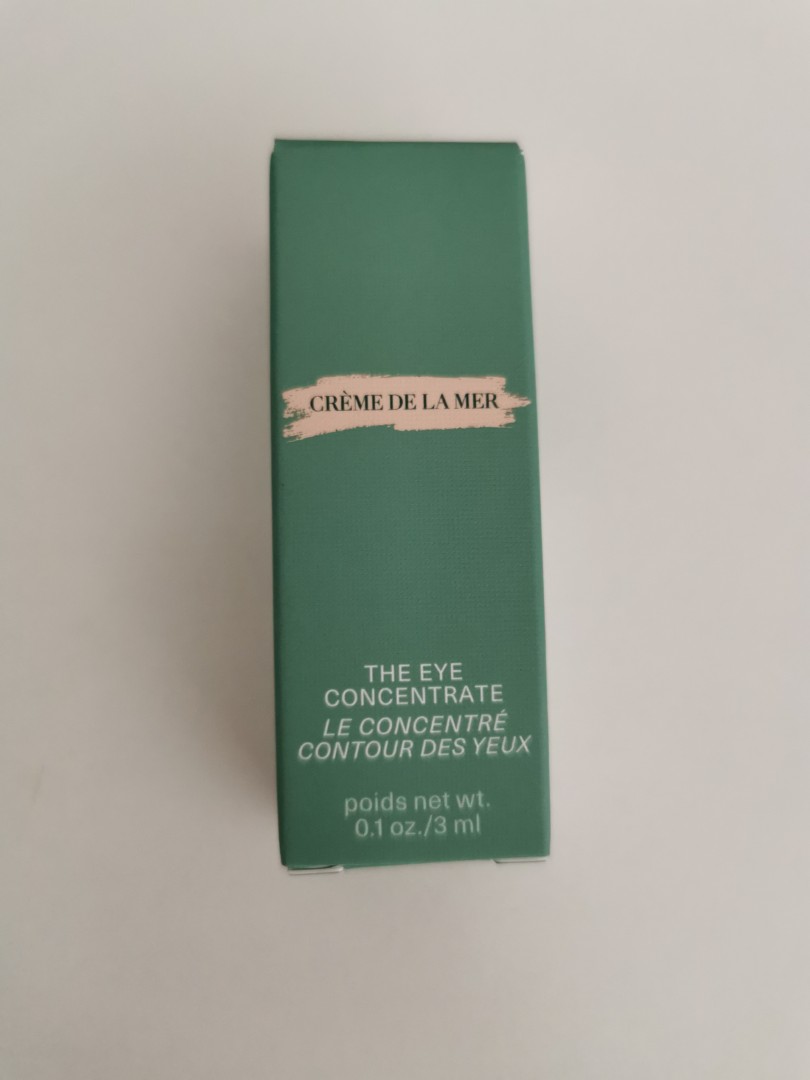 CRÈME DE LA MER
THE EYE
CONCENTRATE
LE CONCENTRÉ
CONTOUR DES YEUX
poids net wt.
0.1 oz./3 ml